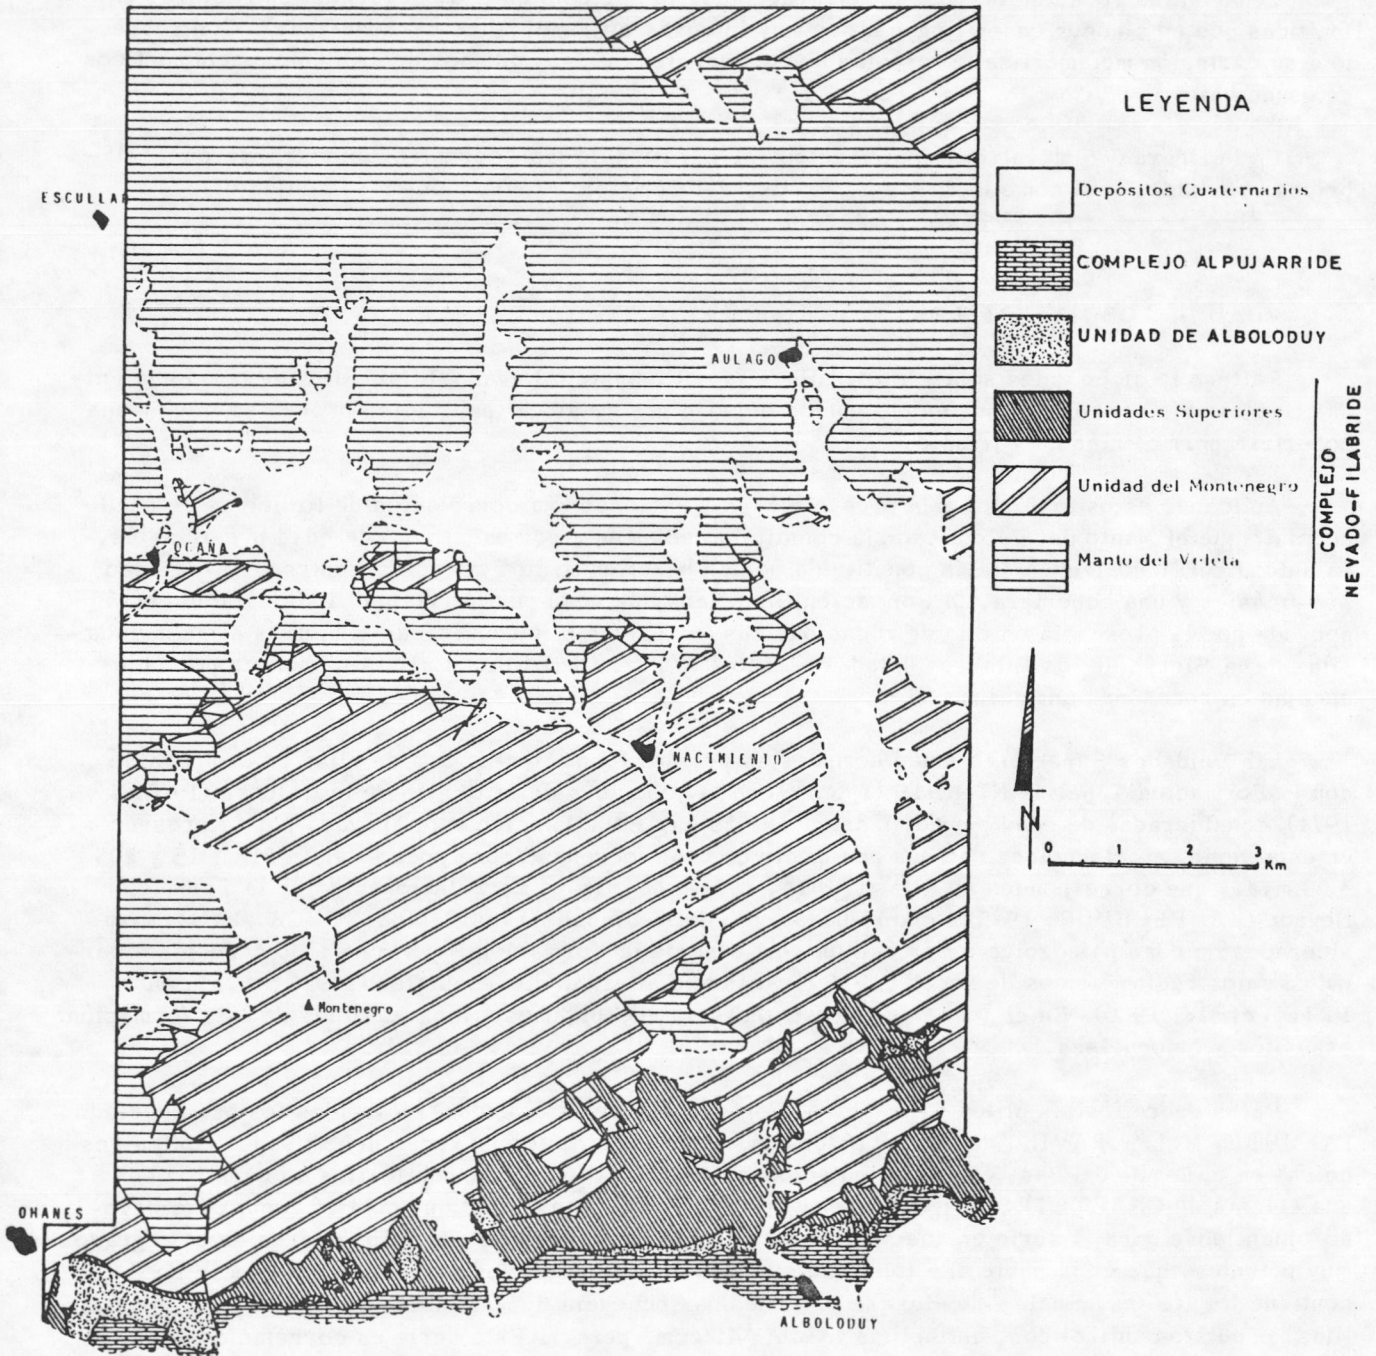 LEYENDA
Depósitos Cuaternarios
COMPLEJO ALPUJARRIDE
UNIDAD DE ALBOLODUY
Unidades Superiores
Unidad del Montenegro
Manto del Veleta
COMPLEJO
NEVADO-FILABRIDE
ESCULLAR
AULAGO
OCAÑA
NACIMIENTO
Montenegro
OHANES
ALBOLODUY
N
0 1 2 3
Km